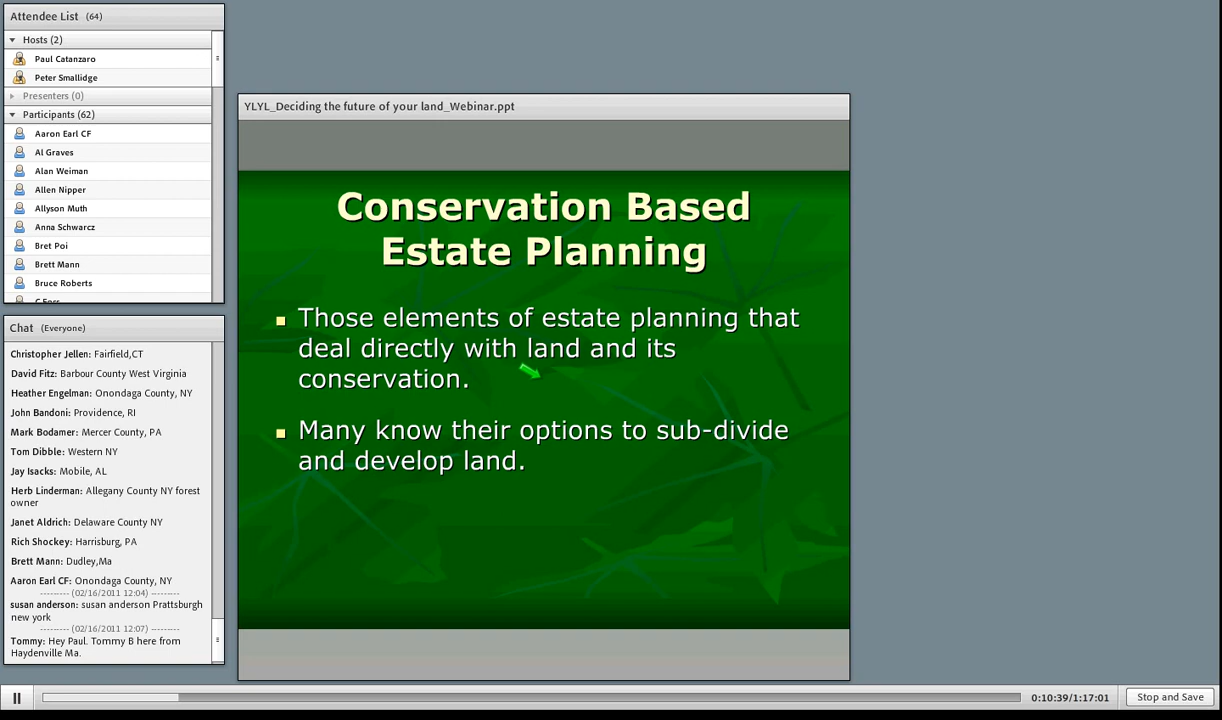 Attendee List (64)
Hosts (2)
Paul Catanzaro
Peter Smallidge
Presenters (0)
Participants (62)
Aaron Earl CF
Al Graves
Alan Weiman
Allen Nipper
Allyson Muth
Anna Schwarcz
Bret Poi
Brett Mann
Bruce Roberts
Chat (Everyone)
Christopher Jellen: Fairfield,CT
David Fitz: Barbour County West Virginia
Heather Engelman: Onondaga County, NY
John Bandoni: Providence, RI
Mark Bodamer: Mercer County, PA
Tom Dibble: Western NY
Jay Isacks: Mobile, AL
Herb Linderman: Allegany County NY forest
owner
Janet Aldrich: Delaware County NY
Rich Shockey: Harrisburg, PA
Brett Mann: Dudley,Ma
Aaron Earl CF: Onondaga County, NY
--------- (02/16/2011 12:04) ---------
susan anderson: susan anderson Prattsburgh
new york
--------- (02/16/2011 12:07) ---------
Tommy: Hey Paul. Tommy B here from
Haydenville Ma.
YLYL_Deciding the future of your land_Webinar.ppt
Conservation Based
Estate Planning
Those elements of estate planning that
deal directly with land and its
conservation.
Many know their options to sub-divide
and develop land.
0:10:39/1:17:01
Stop and Save